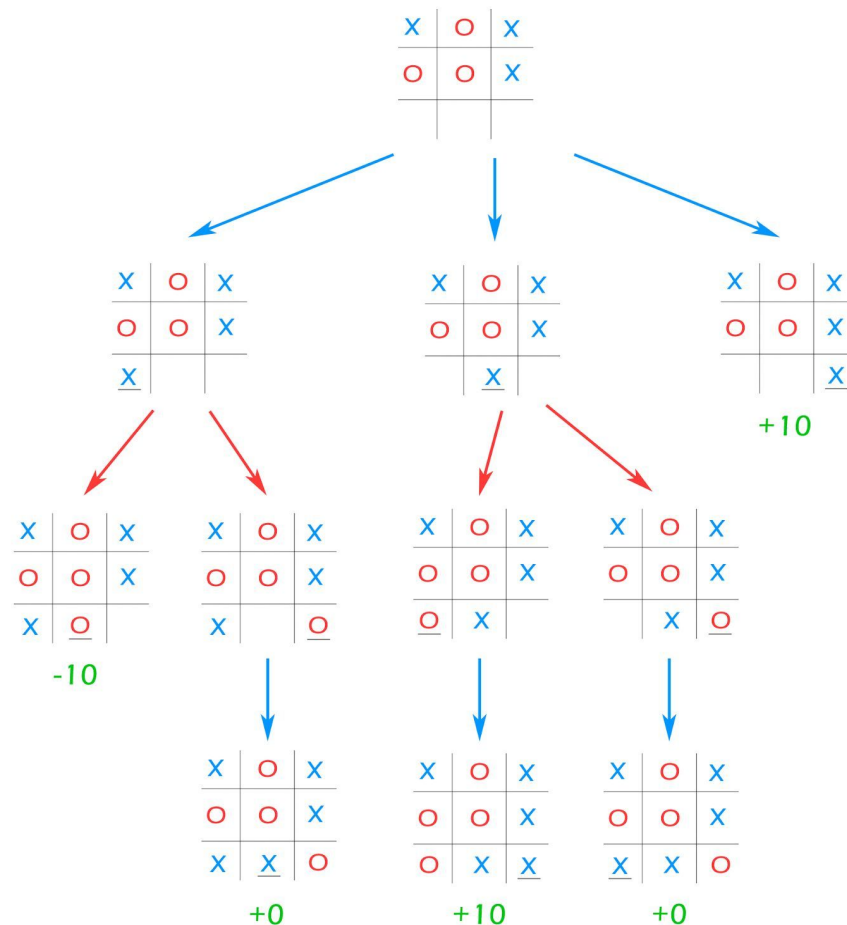 X O X
O O X
X O X X O X X O X
O O X O O X O O X
X X X
+10
X O X X O X X O X X O X
O O X O O X O O X O O X
X O X O O X X O
-10
X O X X O X X O X
O O X O O X O O X
X X O O X X X X O
+0 +10 +0